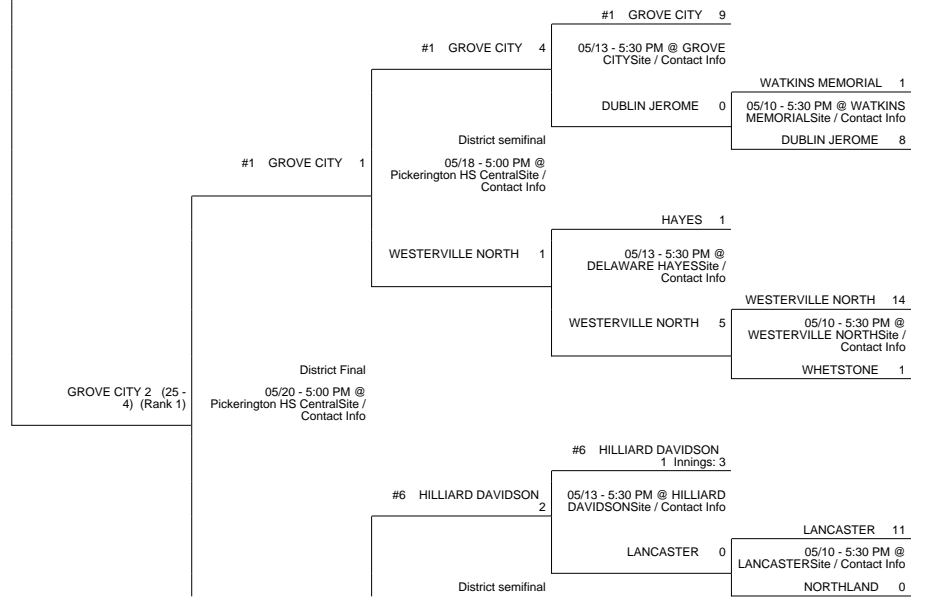 #1 GROVE CITY 9
#1 GROVE CITY 4
05/13 - 5:30 PM @ GROVE
CITYSite / Contact Info
WATKINS MEMORIAL 1
DUBLIN JEROME 0
05/10 - 5:30 PM @ WATKINS
MEMORIALSite / Contact Info
District semifinal
DUBLIN JEROME 8
#1 GROVE CITY 1
05/18 - 5:00 PM @
Pickerington HS CentralSite /
Contact Info
HAYES 1
WESTERVILLE NORTH 1
05/13 - 5:30 PM @
DELAWARE HAYESSite /
Contact Info
WESTERVILLE NORTH 14
WESTERVILLE NORTH 5
05/10 - 5:30 PM @
WESTERVILLE NORTHSite /
Contact Info
District Final
WHETSTONE 1
GROVE CITY 2 (25 -
4) (Rank 1)
05/20 - 5:00 PM @
Pickerington HS CentralSite /
Contact Info
#6 HILLIARD DAVIDSON
1 Innings: 3
#6 HILLIARD DAVIDSON
2
05/13 - 5:30 PM @ HILLIARD
DAVIDSONSite / Contact Info
LANCASTER 11
LANCASTER 0
05/10 - 5:30 PM @
LANCASTERSite / Contact Info
District semifinal
NORTHLAND 0